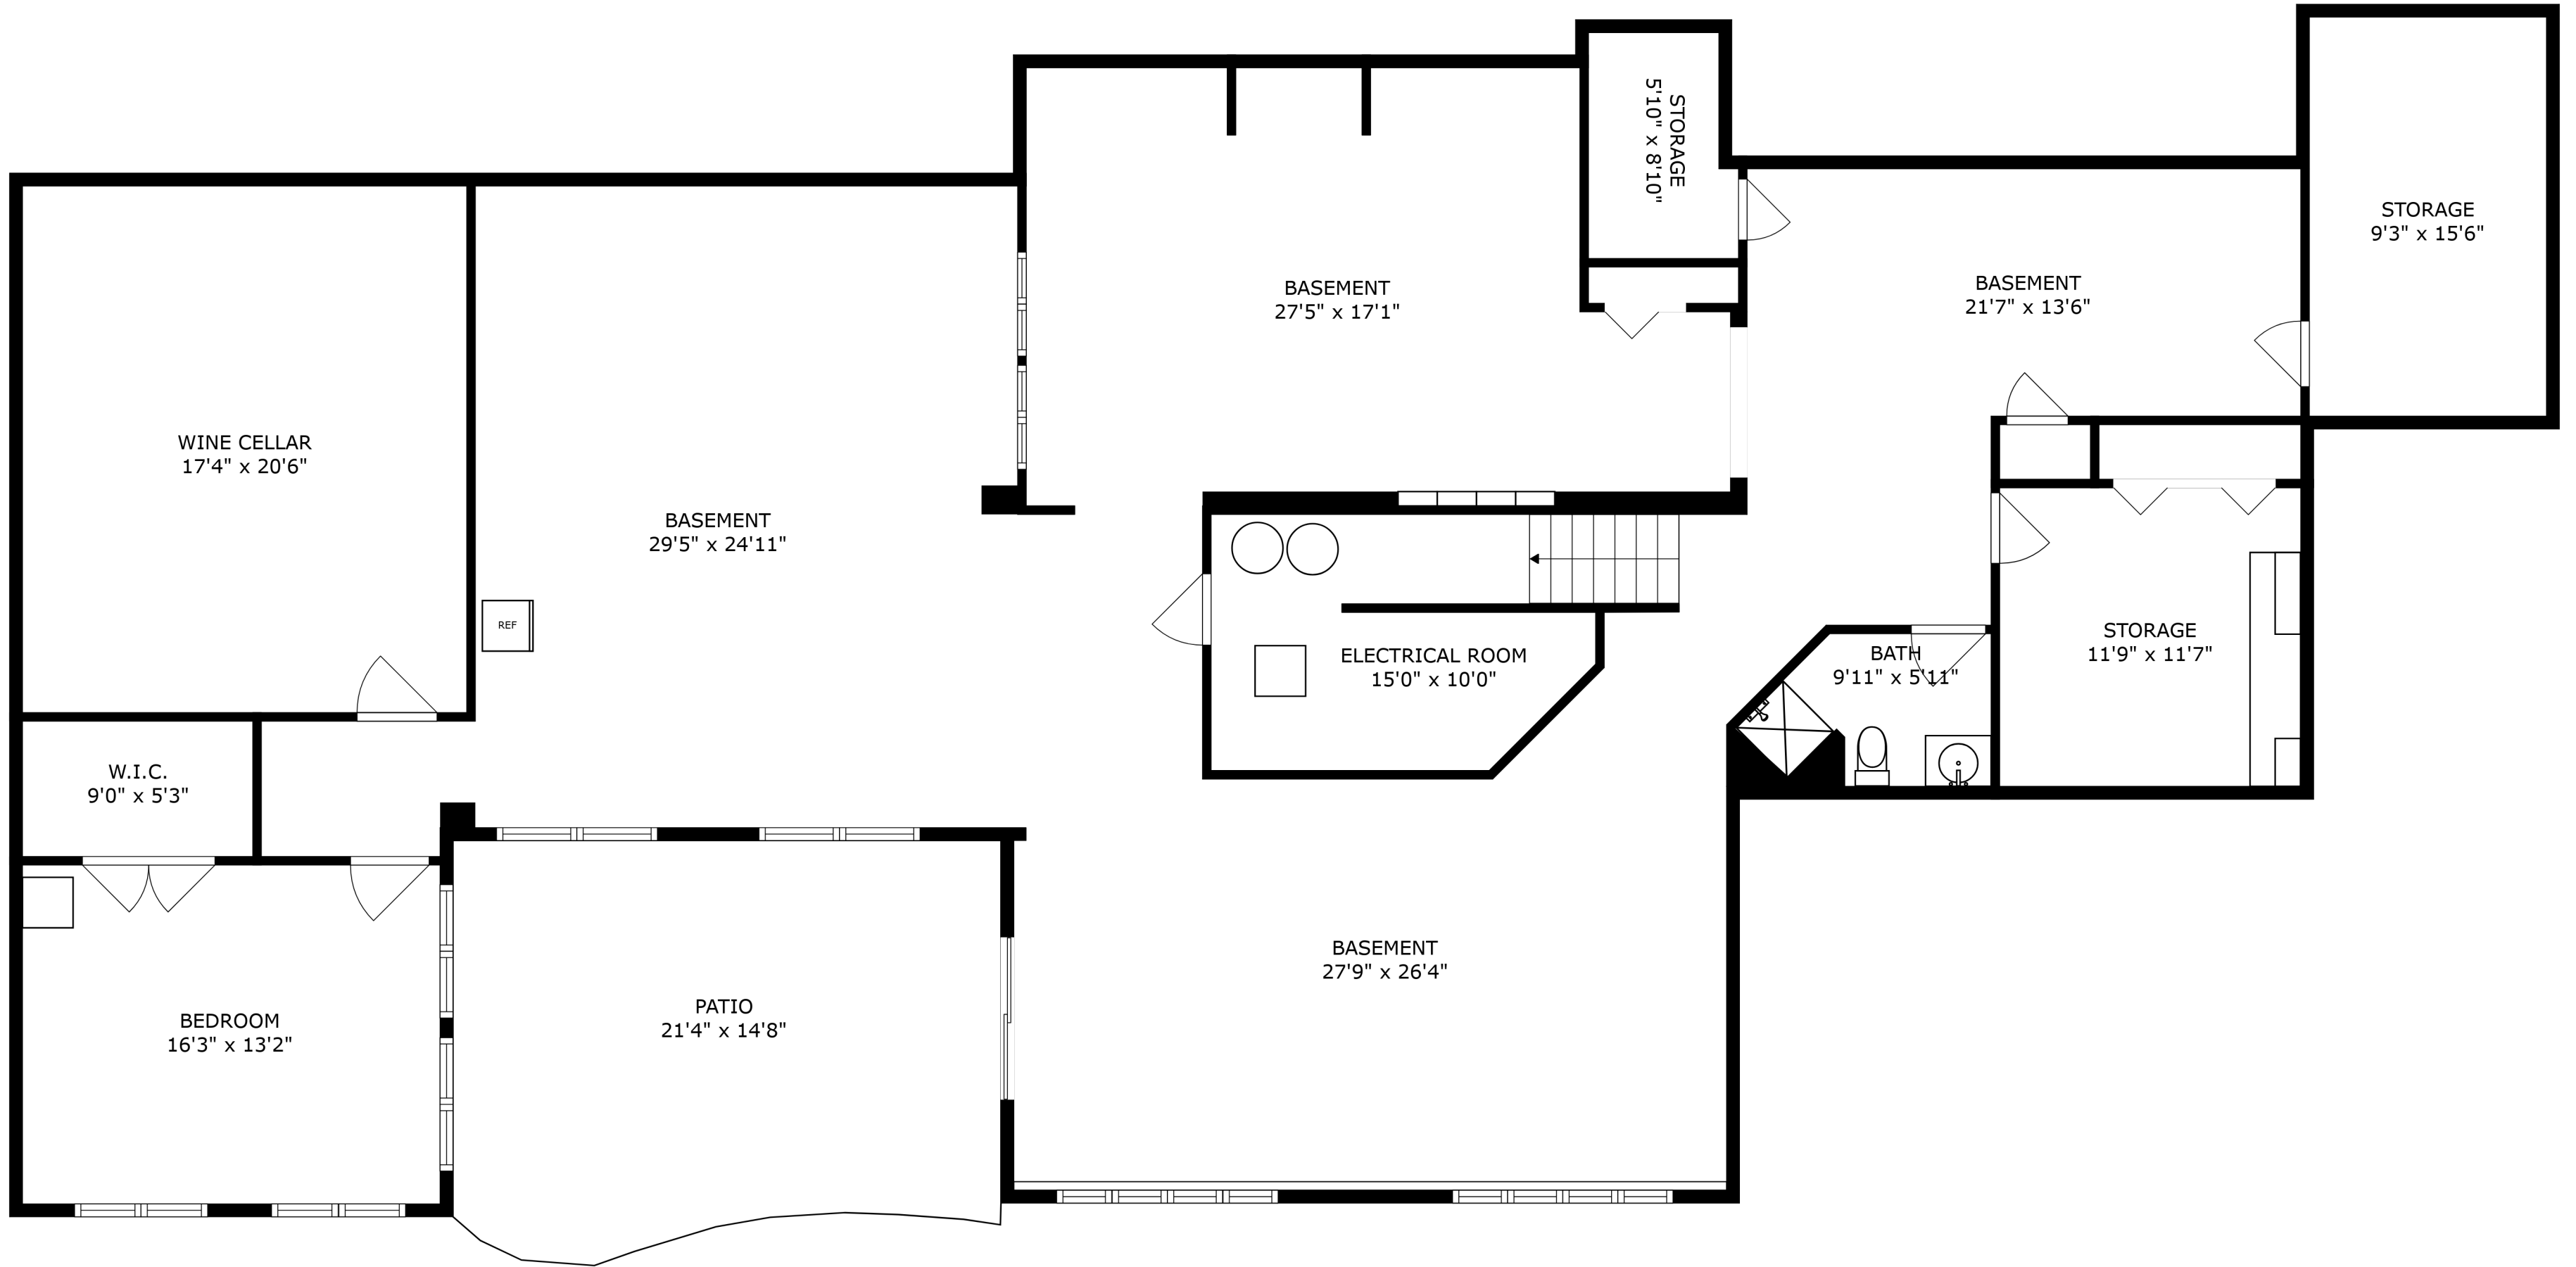 STORAGE
5'10" x 8'10"
STORAGE
9'3" x 15'6"
BASEMENT
27'5" x 17'1"
BASEMENT
21'7" x 13'6"
WINE CELLAR
17'4" x 20'6"
BASEMENT
29'5" x 24'11"
REF
ELECTRICAL ROOM
15'0" x 10'0"
BATH
9'11" x 5'11"
STORAGE
11'9" x 11'7"
W.I.C.
9'0" x 5'3"
BASEMENT
27'9" x 26'4"
BEDROOM
16'3" x 13'2"
PATIO
21'4" x 14'8"